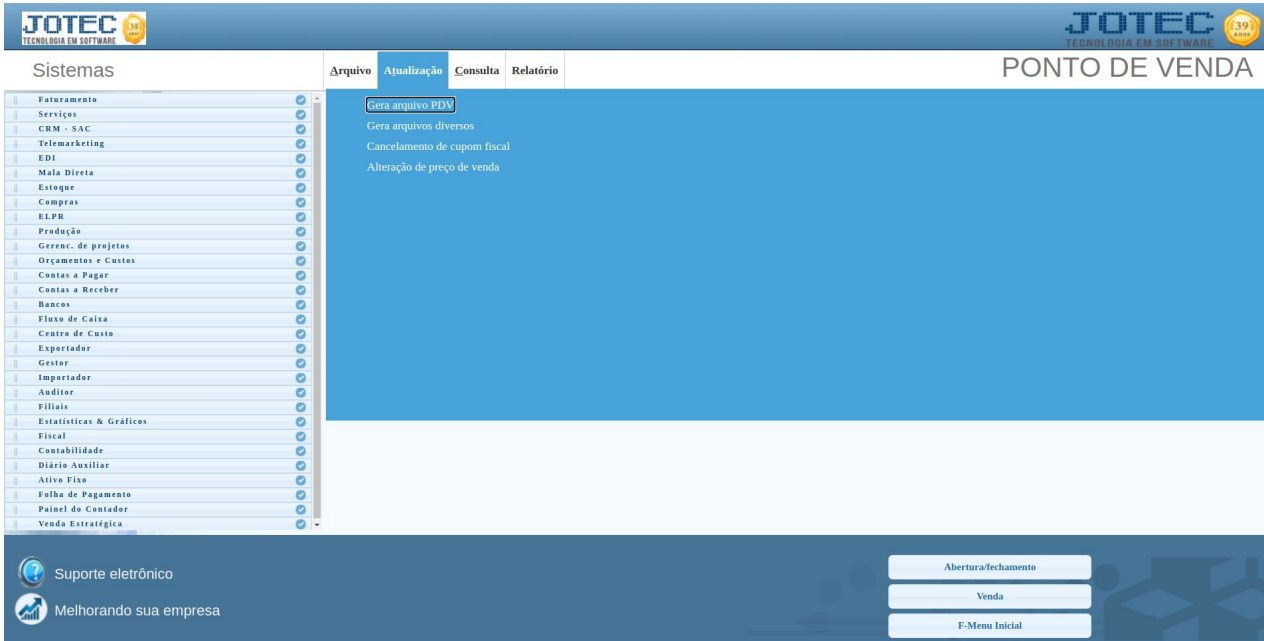 JOTEC 39 anos
TECNOLOGIA EM SOFTWARE
JOTEC 39 anos
TECNOLOGIA EM SOFTWARE
Sistemas
Arquivo Atualização Consulta Relatório
PONTO DE VENDA
Faturamento
Serviços
CRM - SAC
Telemarketing
EDI
Mala Direta
Estoque
Compras
ELPR
Produção
Gerenc. de projetos
Orçamentos e Custos
Contas a Pagar
Contas a Receber
Bancos
Fluxo de Caixa
Centro de Custo
Exportador
Gestor
Importador
Auditor
Filiais
Estatísticas & Gráficos
Fiscal
Contabilidade
Diário Auxiliar
Ativo Fixo
Folha de Pagamento
Painel do Contador
Venda Estratégica
Gera arquivo PDV
Gera arquivos diversos
Cancelamento de cupom fiscal
Alteração de preço de venda
Suporte eletrônico
Melhorando sua empresa
Abertura/fechamento
Venda
F-Menu Inicial